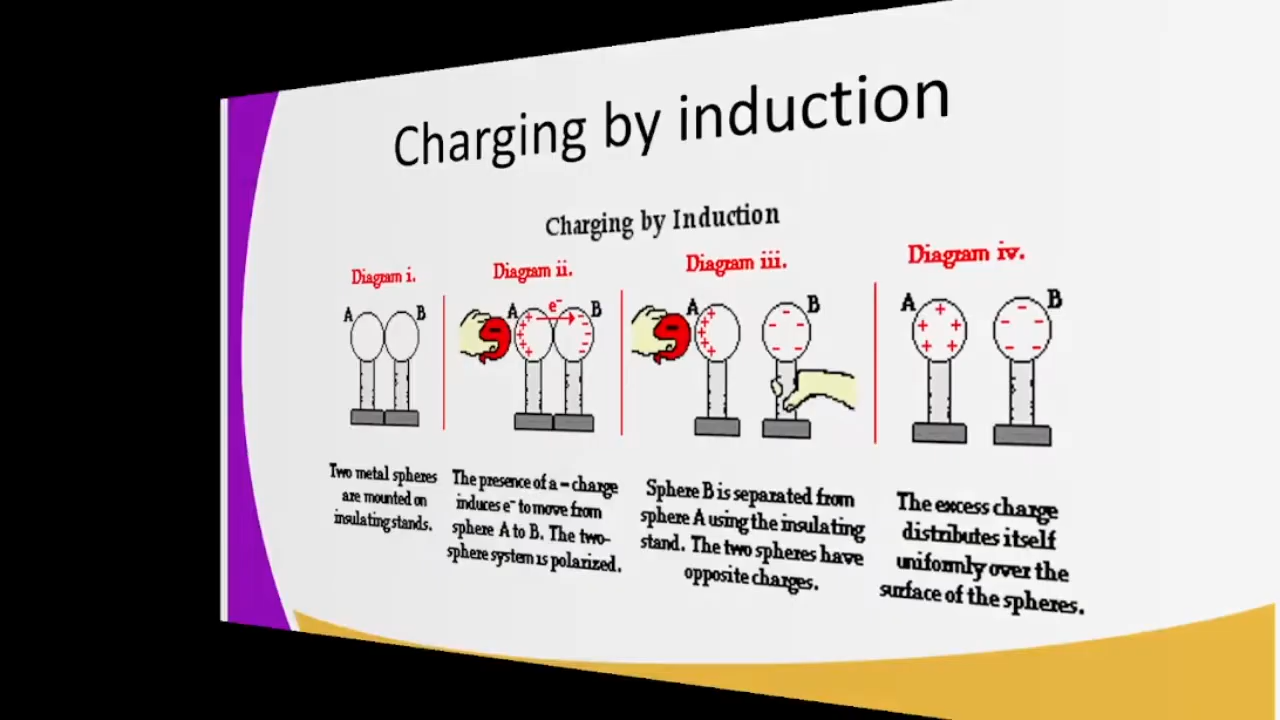 Charging by induction
Charging by Induction
Diagram i.
Diagram ii.
Diagram iii.
Diagram iv.
A
B
A
e⁻
B
A
B
A
B
Two metal spheres
are mounted on
insulating stands.
The presence of a – charge
induces e⁻ to move from
sphere A to B. The two-
sphere system is polarized.
Sphere B is separated from
sphere A using the insulating
stand. The two spheres have
opposite charges.
The excess charge
distributes itself
uniformly over the
surface of the spheres.